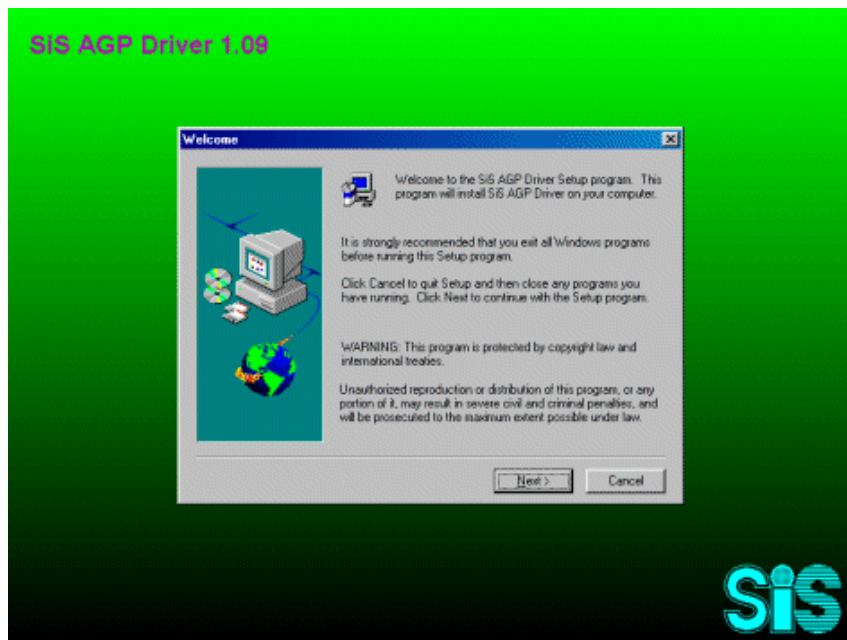 SiS AGP Driver 1.09
Welcome
Welcome to the SiS AGP Driver Setup program. This
program will install SiS AGP Driver on your computer.
It is strongly recommended that you exit all Windows programs
before running this Setup program.
Click Cancel to quit Setup and then close any programs you
have running. Click Next to continue with the Setup program.
WARNING: This program is protected by copyright law and
international treaties.
Unauthorized reproduction or distribution of this program, or any
portion of it, may result in severe civil and criminal penalties, and
will be prosecuted to the maximum extent possible under law.
Next >
Cancel
SiS